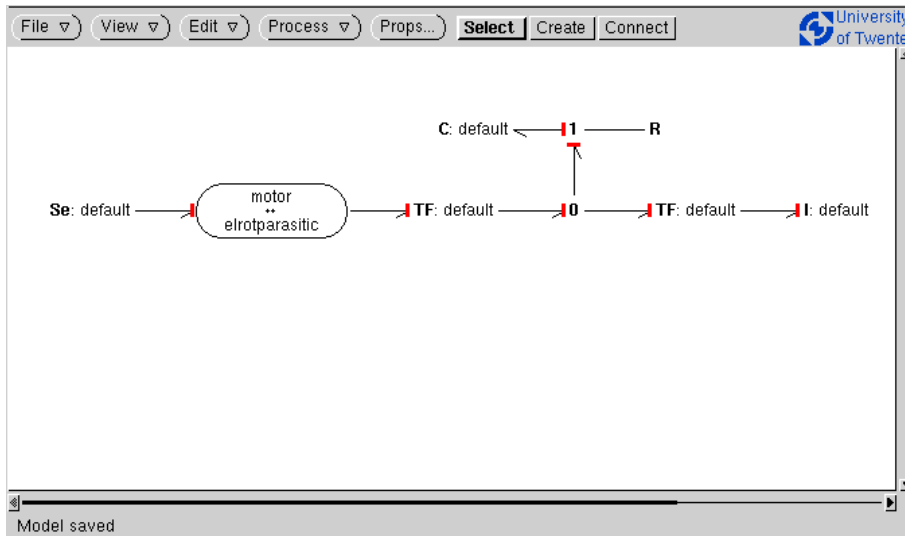 File ▽ View ▽ Edit ▽ Process ▽ Props... Select Create Connect
University
of Twente
C: default 1 R
motor
↔
elrotparasitic
Se: default TF: default 0 TF: default I: default
Model saved